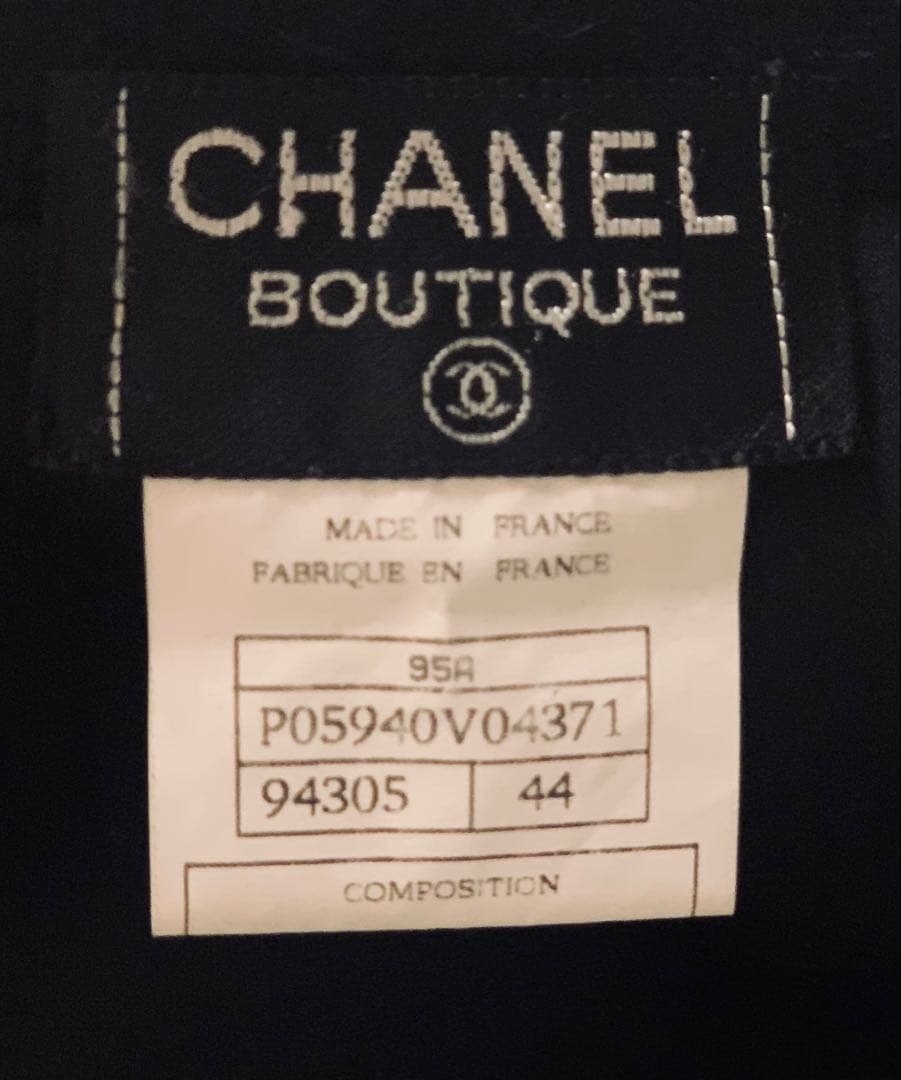 CHANEL
BOUTIQUE
MADE IN FRANCE
FABRIQUE EN FRANCE
95A
P05940V04371
94305 44
COMPOSITION